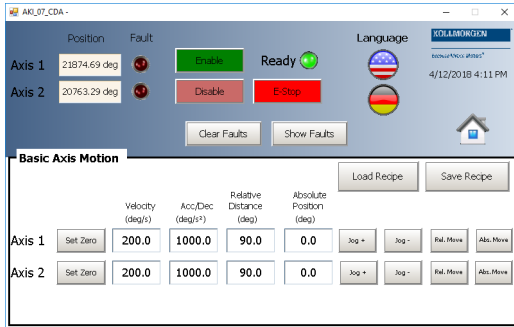 AKI_07_CDA -
Position Fault Language KOLLMORGEN
Because Motion Matters™
Axis 1 21874.69 deg Enable Ready
4/12/2018 4:11 PM
Axis 2 20763.29 deg Disable E-Stop
Clear Faults Show Faults
Basic Axis Motion
Load Recipe Save Recipe
Velocity (deg/s) Acc/Dec (deg/s²) Relative Distance (deg) Absolute Position (deg)
Axis 1 Set Zero 200.0 1000.0 90.0 0.0 Jog + Jog - Rel. Move Abs. Move
Axis 2 Set Zero 200.0 1000.0 90.0 0.0 Jog + Jog - Rel. Move Abs. Move